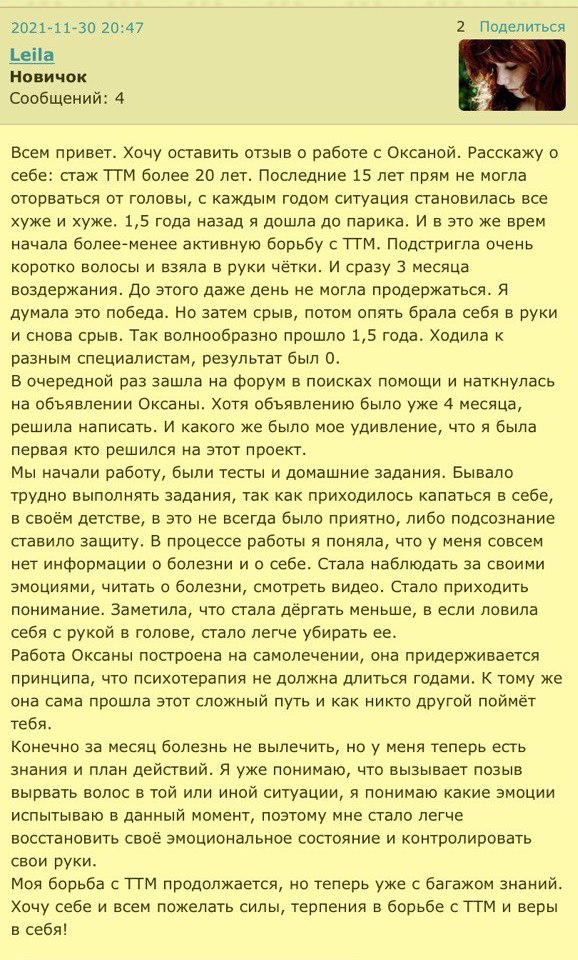 2021-11-30 20:47 2 Поделиться
Leila
Новичок
Сообщений: 4
Всем привет. Хочу оставить отзыв о работе с Оксаной. Расскажу о
себе: стаж ТТМ более 20 лет. Последние 15 лет прям не могла
оторваться от головы, с каждым годом ситуация становилась все
хуже и хуже. 1,5 года назад я дошла до парика. И в это же врем
начала более-менее активную борьбу с ТТМ. Подстригла очень
коротко волосы и взяла в руки чётки. И сразу 3 месяца
воздержания. До этого даже день не могла продержаться. Я
думала это победа. Но затем срыв, потом опять брала себя в руки
и снова срыв. Так волнообразно прошло 1,5 года. Ходила к
разным специалистам, результат был 0.
В очередной раз зашла на форум в поисках помощи и наткнулась
на объявлении Оксаны. Хотя объявлению было уже 4 месяца,
решила написать. И какого же было мое удивление, что я была
первая кто решился на этот проект.
Мы начали работу, были тесты и домашние задания. Бывало
трудно выполнять задания, так как приходилось капаться в себе,
в своём детстве, в это не всегда было приятно, либо подсознание
ставило защиту. В процессе работы я поняла, что у меня совсем
нет информации о болезни и о себе. Стала наблюдать за своими
эмоциями, читать о болезни, смотреть видео. Стало приходить
понимание. Заметила, что стала дёргать меньше, в если ловила
себя с рукой в голове, стало легче убирать ее.
Работа Оксаны построена на самолечении, она придерживается
принципа, что психотерапия не должна длиться годами. К тому же
она сама прошла этот сложный путь и как никто другой поймёт
тебя.
Конечно за месяц болезнь не вылечить, но у меня теперь есть
знания и план действий. Я уже понимаю, что вызывает позыв
вырвать волос в той или иной ситуации, я понимаю какие эмоции
испытываю в данный момент, поэтому мне стало легче
восстановить своё эмоциональное состояние и контролировать
свои руки.
Моя борьба с ТТМ продолжается, но теперь уже с багажом знаний.
Хочу себе и всем пожелать силы, терпения в борьбе с ТТМ и веры
в себя!